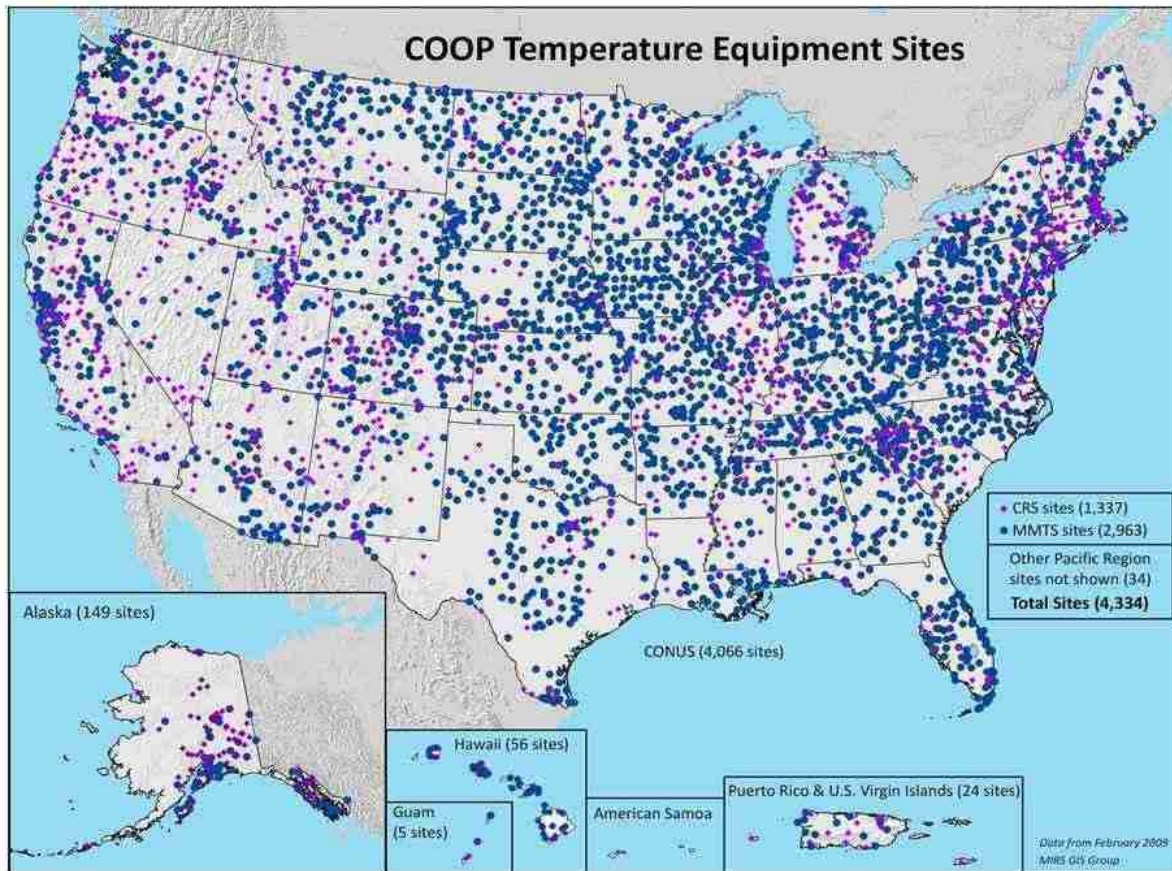 COOP Temperature Equipment Sites
CRS sites (1,337)
MMTS sites (2,963)
Other Pacific Region
sites not shown (34)
Total Sites (4,334)
CONUS (4,066 sites)
Alaska (149 sites)
Hawaii (56 sites)
Guam
(5 sites)
American Samoa
Puerto Rico & U.S. Virgin Islands (24 sites)
Data from February 2009
MIRS GIS Group